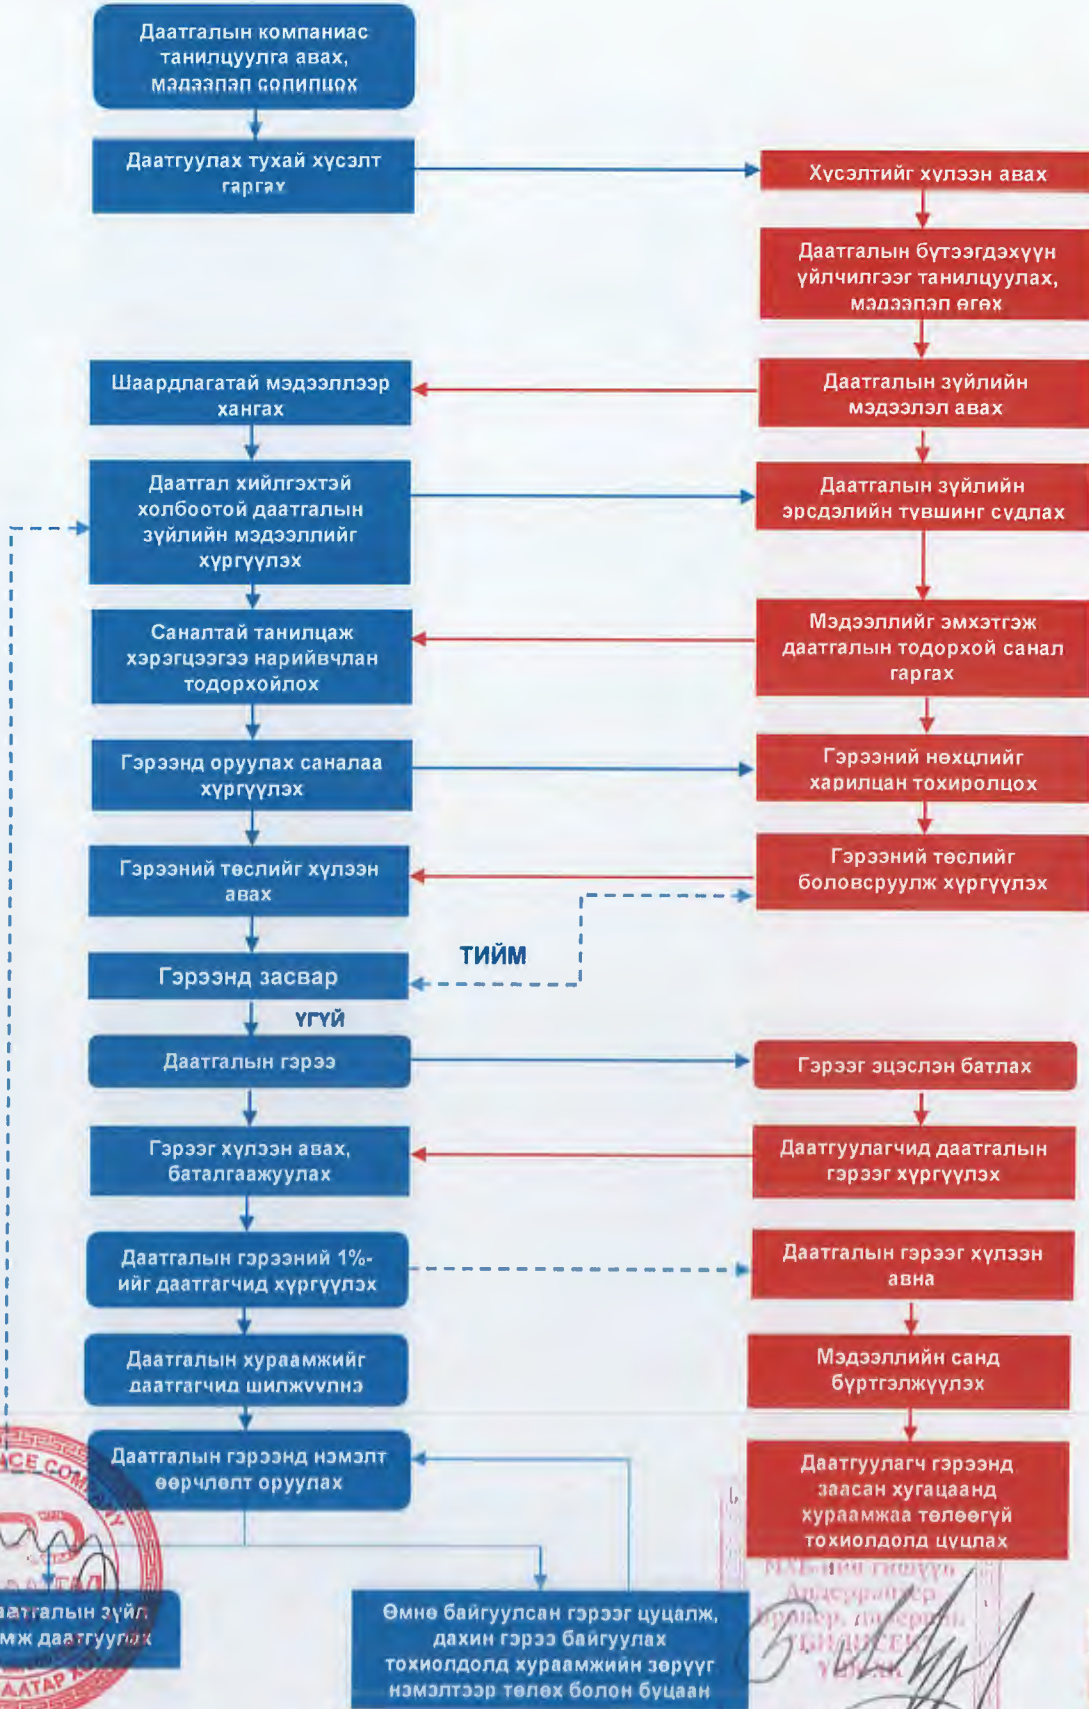 Даатгалын компаниас
танилцуулга авах,
мэдээлэл солилцох
Даатгуулах тухай хүсэлт
гаргах
Хүсэлтийг хүлээн авах
Даатгалын бүтээгдэхүүн
үйлчилгээг танилцуулах,
мэдээлэл өгөх
Шаардлагатай мэдээллээр
хангах
Даатгалын зүйлийн
мэдээлэл авах
Даатгал хийлгэхтэй
холбоотой даатгалын
зүйлийн мэдээллийг
хүргүүлэх
Даатгалын зүйлийн
эрсдэлийн түвшинг судлах
Саналтай танилцаж
хэрэгцээгээ нарийвчлан
тодорхойлох
Мэдээллийг эмхэтгэж
даатгалын тодорхой санал
гаргах
Гэрээнд оруулах саналаа
хүргүүлэх
Гэрээний нөхцлийг
харилцан тохиролцох
Гэрээний төслийг хүлээн
авах
Гэрээний төслийг
боловсруулж хүргүүлэх
ТИЙМ
Гэрээнд засвар
ҮГҮЙ
Даатгалын гэрээ
Гэрээг эцэслэн батлах
Гэрээг хүлээн авах,
баталгаажуулах
Даатгуулагчид даатгалын
гэрээг хүргүүлэх
Даатгалын гэрээний 1%-
ийг даатгагчид хүргүүлэх
Даатгалын гэрээг хүлээн
авна
Даатгалын хураамжийг
даатгагчид шилжүүлнэ
Мэдээллийн санд
бүртгэлжүүлэх
Даатгалын гэрээнд нэмэлт
өөрчлөлт оруулах
Даатгуулагч гэрээнд
заасан хугацаанд
хураамжаа төлөөгүй
тохиолдолд цуцлах
аатгалын зүйл
мж даатгуулах
Өмнө байгуулсан гэрээг цуцалж,
дахин гэрээ байгуулах
тохиолдолд хураамжийн зөрүүг
нэмэлтээр төлөх болон буцаан